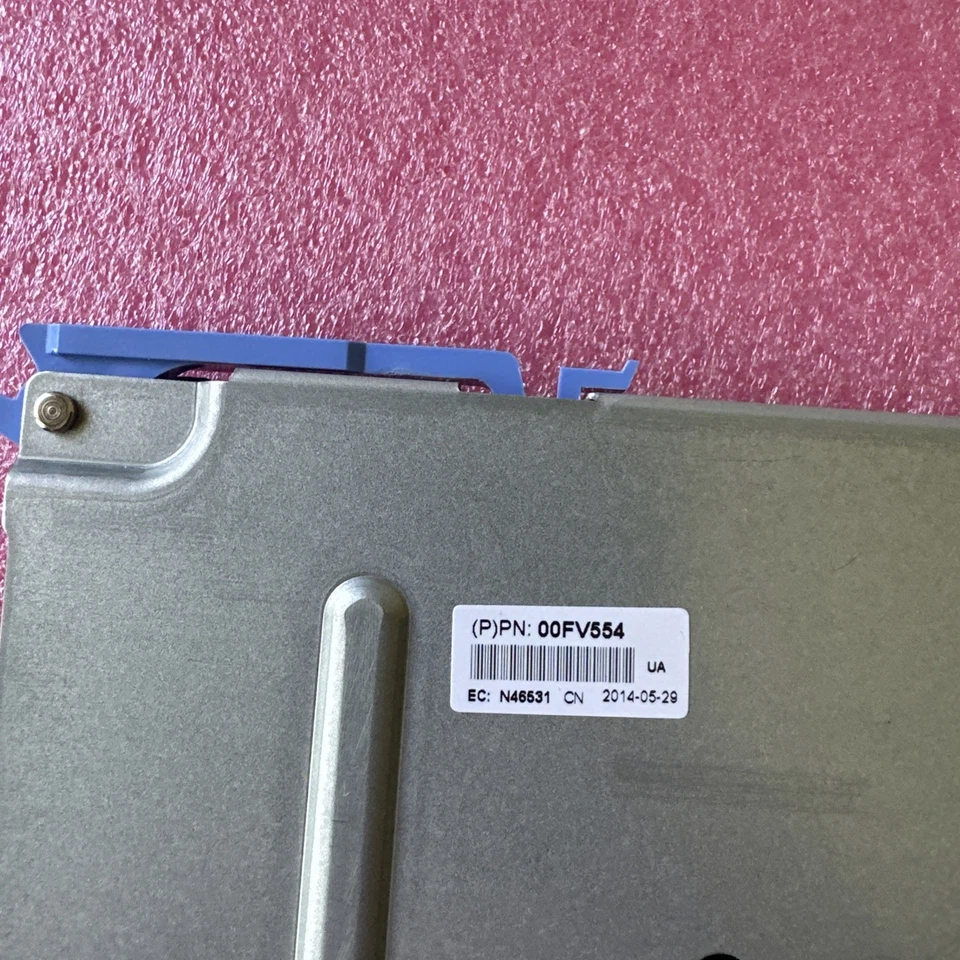 (P)PN: 00FV554
UA
EC: N46531 CN 2014-05-29